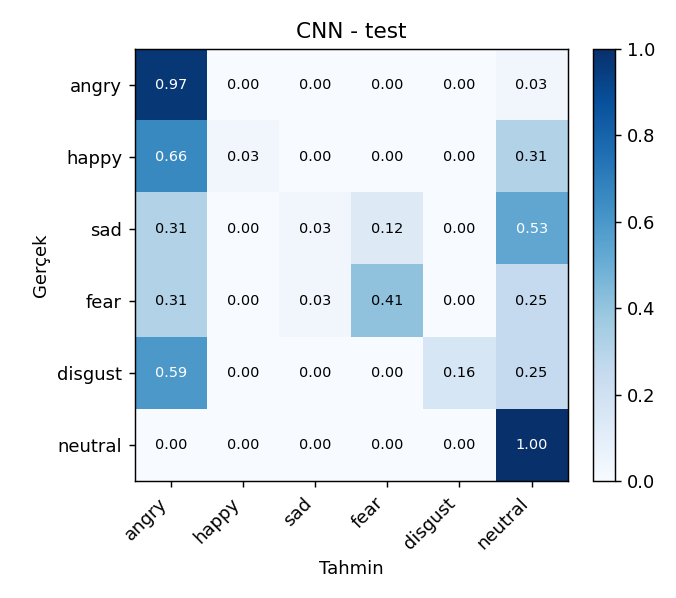 CNN - test
Gerçek
angry 0.97 0.00 0.00 0.00 0.00 0.03
happy 0.66 0.03 0.00 0.00 0.00 0.31
sad 0.31 0.00 0.03 0.12 0.00 0.53
fear 0.31 0.00 0.03 0.41 0.00 0.25
disgust 0.59 0.00 0.00 0.00 0.16 0.25
neutral 0.00 0.00 0.00 0.00 0.00 1.00
angry happy sad fear disgust neutral
Tahmin
1.0
0.8
0.6
0.4
0.2
0.0